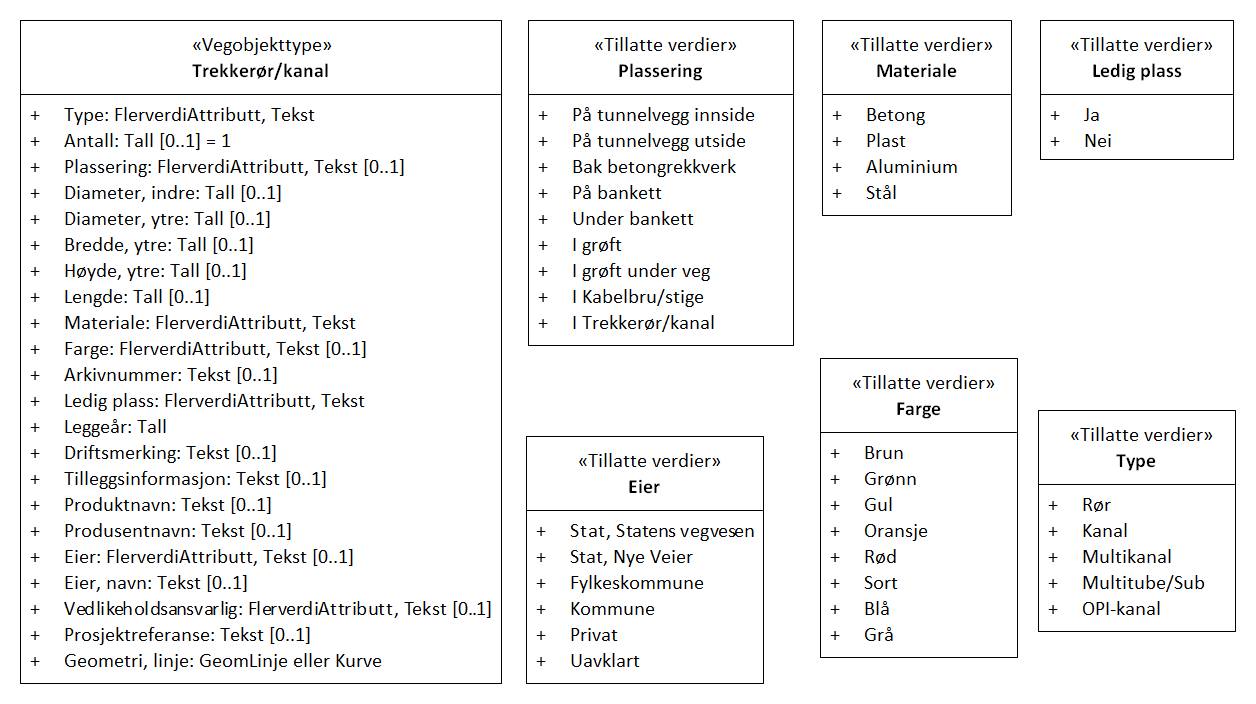 «Vegobjekttype»
Trekkerør/kanal
+ Type: FlerverdiAttributt, Tekst
+ Antall: Tall [0..1] = 1
+ Plassering: FlerverdiAttributt, Tekst [0..1]
+ Diameter, indre: Tall [0..1]
+ Diameter, ytre: Tall [0..1]
+ Bredde, ytre: Tall [0..1]
+ Høyde, ytre: Tall [0..1]
+ Lengde: Tall [0..1]
+ Materiale: FlerverdiAttributt, Tekst
+ Farge: FlerverdiAttributt, Tekst [0..1]
+ Arkivnummer: Tekst [0..1]
+ Ledig plass: FlerverdiAttributt, Tekst
+ Leggeår: Tall
+ Driftsmerking: Tekst [0..1]
+ Tilleggsinformasjon: Tekst [0..1]
+ Produktnavn: Tekst [0..1]
+ Produsentnavn: Tekst [0..1]
+ Eier: FlerverdiAttributt, Tekst [0..1]
+ Eier, navn: Tekst [0..1]
+ Vedlikeholdsansvarlig: FlerverdiAttributt, Tekst [0..1]
+ Prosjektreferanse: Tekst [0..1]
+ Geometri, linje: GeomLinje eller Kurve
«Tillatte verdier»
Plassering
+ På tunnelvegg innside
+ På tunnelvegg utside
+ Bak betongrekkverk
+ På bankett
+ Under bankett
+ I grøft
+ I grøft under veg
+ I Kabelbru/stige
+ I Trekkerør/kanal
«Tillatte verdier»
Materiale
+ Betong
+ Plast
+ Aluminium
+ Stål
«Tillatte verdier»
Ledig plass
+ Ja
+ Nei
«Tillatte verdier»
Eier
+ Stat, Statens vegvesen
+ Stat, Nye Veier
+ Fylkeskommune
+ Kommune
+ Privat
+ Uavklart
«Tillatte verdier»
Farge
+ Brun
+ Grønn
+ Gul
+ Oransje
+ Rød
+ Sort
+ Blå
+ Grå
«Tillatte verdier»
Type
+ Rør
+ Kanal
+ Multikanal
+ Multitube/Sub
+ OPI-kanal